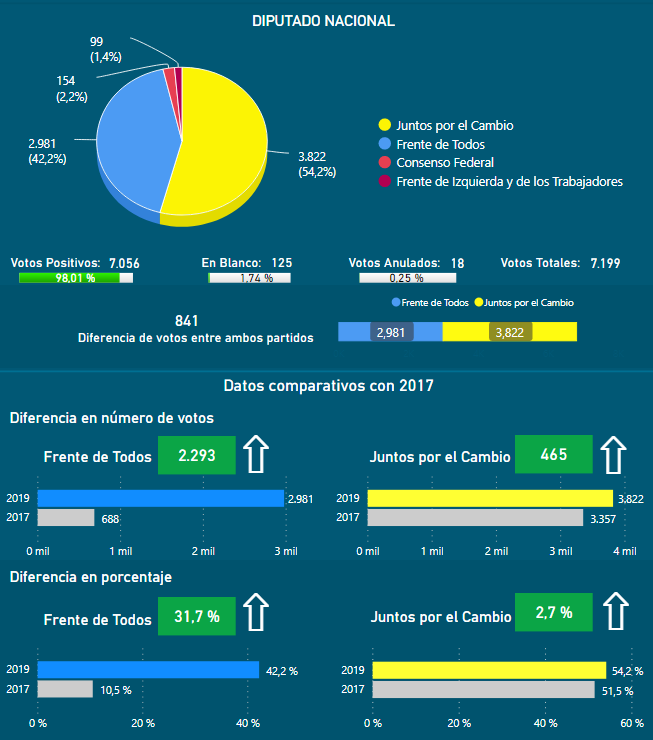 DIPUTADO NACIONAL
99
(1,4%)
154
(2,2%)
2.981
(42,2%)
3.822
(54,2%)
Juntos por el Cambio
Frente de Todos
Consenso Federal
Frente de Izquierda y de los Trabajadores
Votos Positivos: 7.056
98,01 %
En Blanco: 125
1,74 %
Votos Anulados: 18
0,25 %
Votos Totales: 7.199
841
Diferencia de votos entre ambos partidos
Frente de Todos Juntos por el Cambio
2,981 3,822
Datos comparativos con 2017
Diferencia en número de votos
Frente de Todos 2.293
2019 2.981
2017 688
0 mil 1 mil 2 mil 3 mil
Juntos por el Cambio 465
2019 3.822
2017 3.357
0 mil 1 mil 2 mil 3 mil 4 mil
Diferencia en porcentaje
Frente de Todos 31,7 %
2019 42,2 %
2017 10,5 %
0 % 20 % 40 %
Juntos por el Cambio 2,7 %
2019 54,2 %
2017 51,5 %
0 % 20 % 40 % 60 %